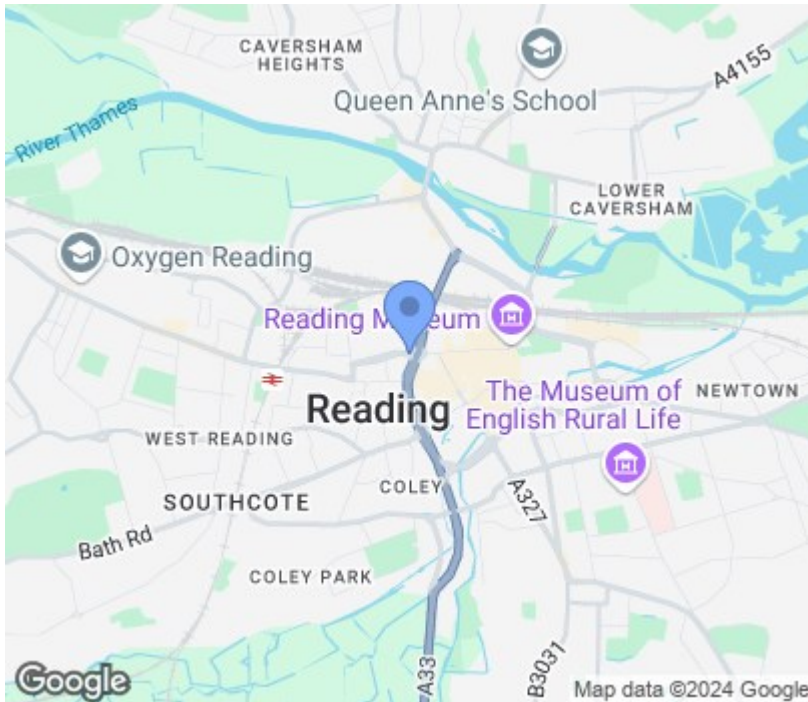 CAVERSHAM
HEIGHTS
Queen Anne's School
A4155
River Thames
LOWER
CAVERSHAM
Oxygen Reading
Reading Museum
The Museum of
English Rural Life
NEWTOWN
Reading
WEST READING
COLEY
SOUTHCOTE
A327
Bath Rd
COLEY PARK
A33
B3031
Google
Map data ©2024 Google